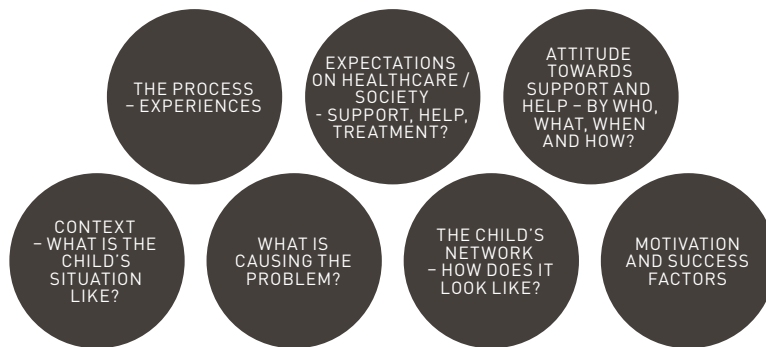 THE PROCESS
– EXPERIENCES
EXPECTATIONS
ON HEALTHCARE /
SOCIETY
- SUPPORT, HELP,
TREATMENT?
ATTITUDE
TOWARDS
SUPPORT AND
HELP – BY WHO,
WHAT, WHEN
AND HOW?
CONTEXT
– WHAT IS THE
CHILD'S
SITUATION
LIKE?
WHAT IS
CAUSING THE
PROBLEM?
THE CHILD'S
NETWORK
– HOW DOES IT
LOOK LIKE?
MOTIVATION
AND SUCCESS
FACTORS